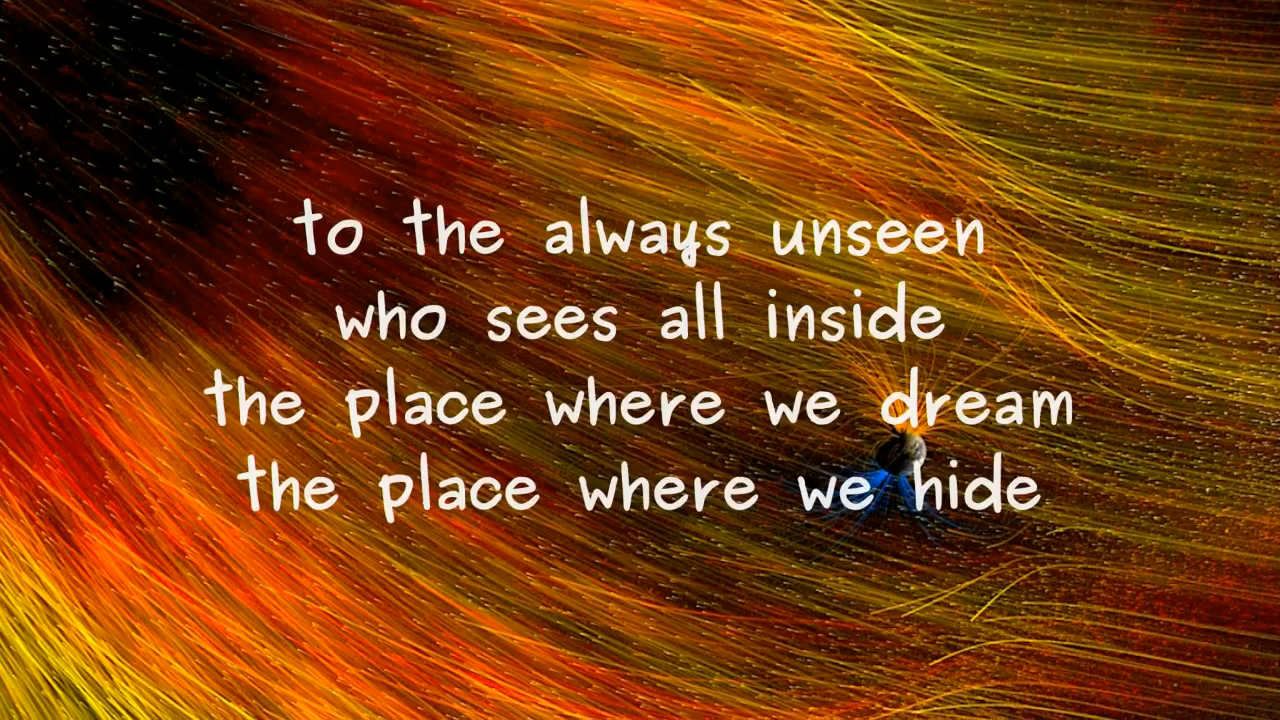 to the always unseen
who sees all inside
the place where we dream
the place where we hide